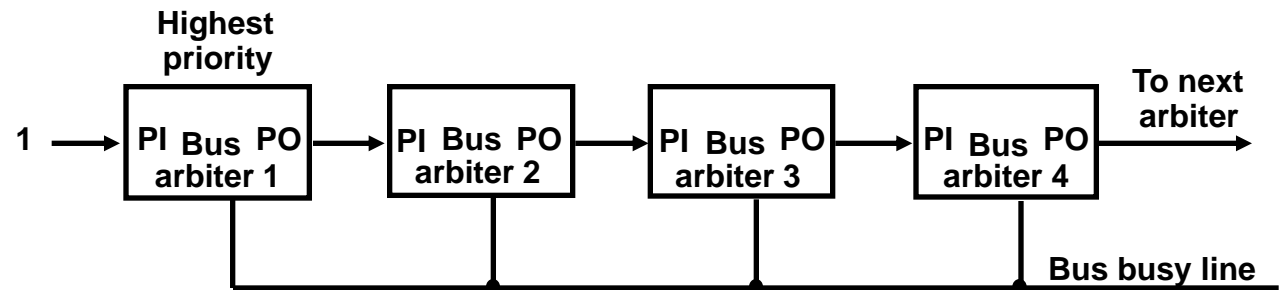 Highest
priority
To next
arbiter
1
PI Bus PO
arbiter 1
PI Bus PO
arbiter 2
PI Bus PO
arbiter 3
PI Bus PO
arbiter 4
Bus busy line